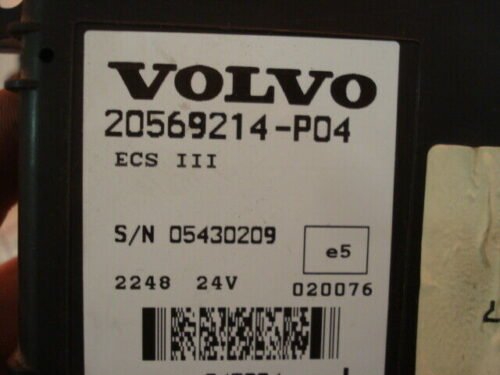 VOLVO
20569214-P04
ECS III
S/N 05430209
e5
2248 24V 020076